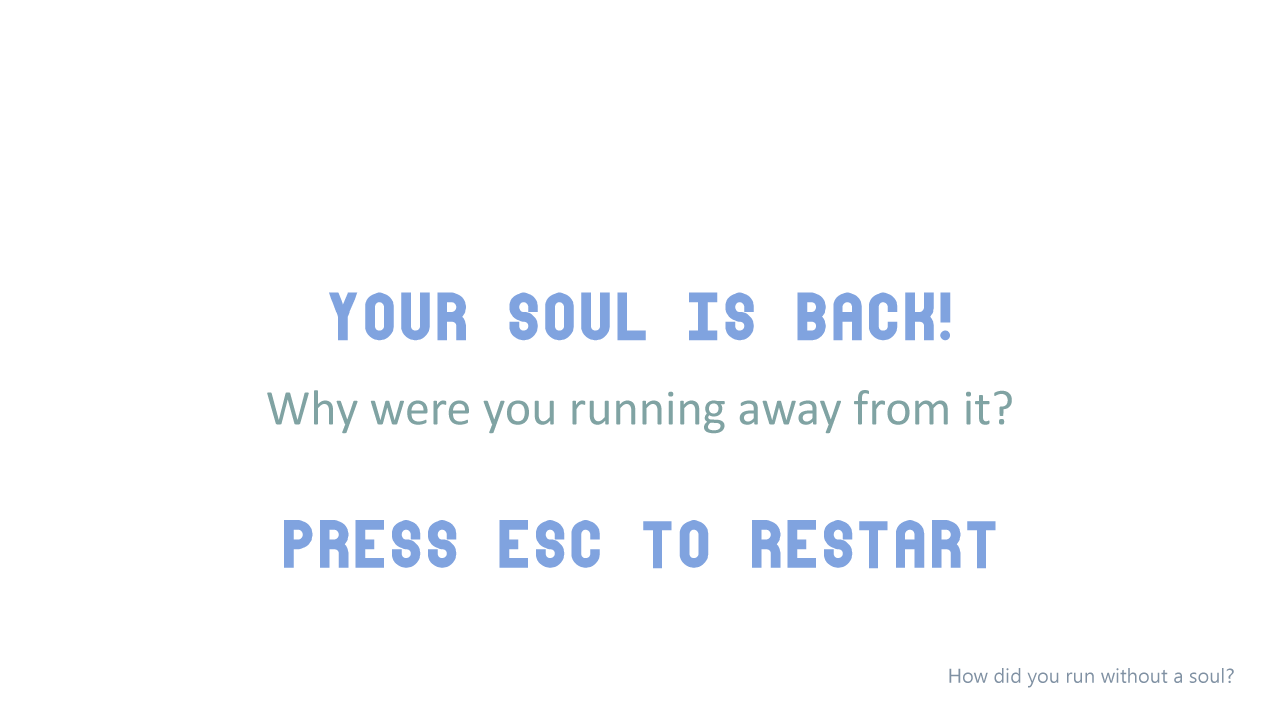 YOUR SOUL IS BACK!
Why were you running away from it?
PRESS ESC TO RESTART
How did you run without a soul?